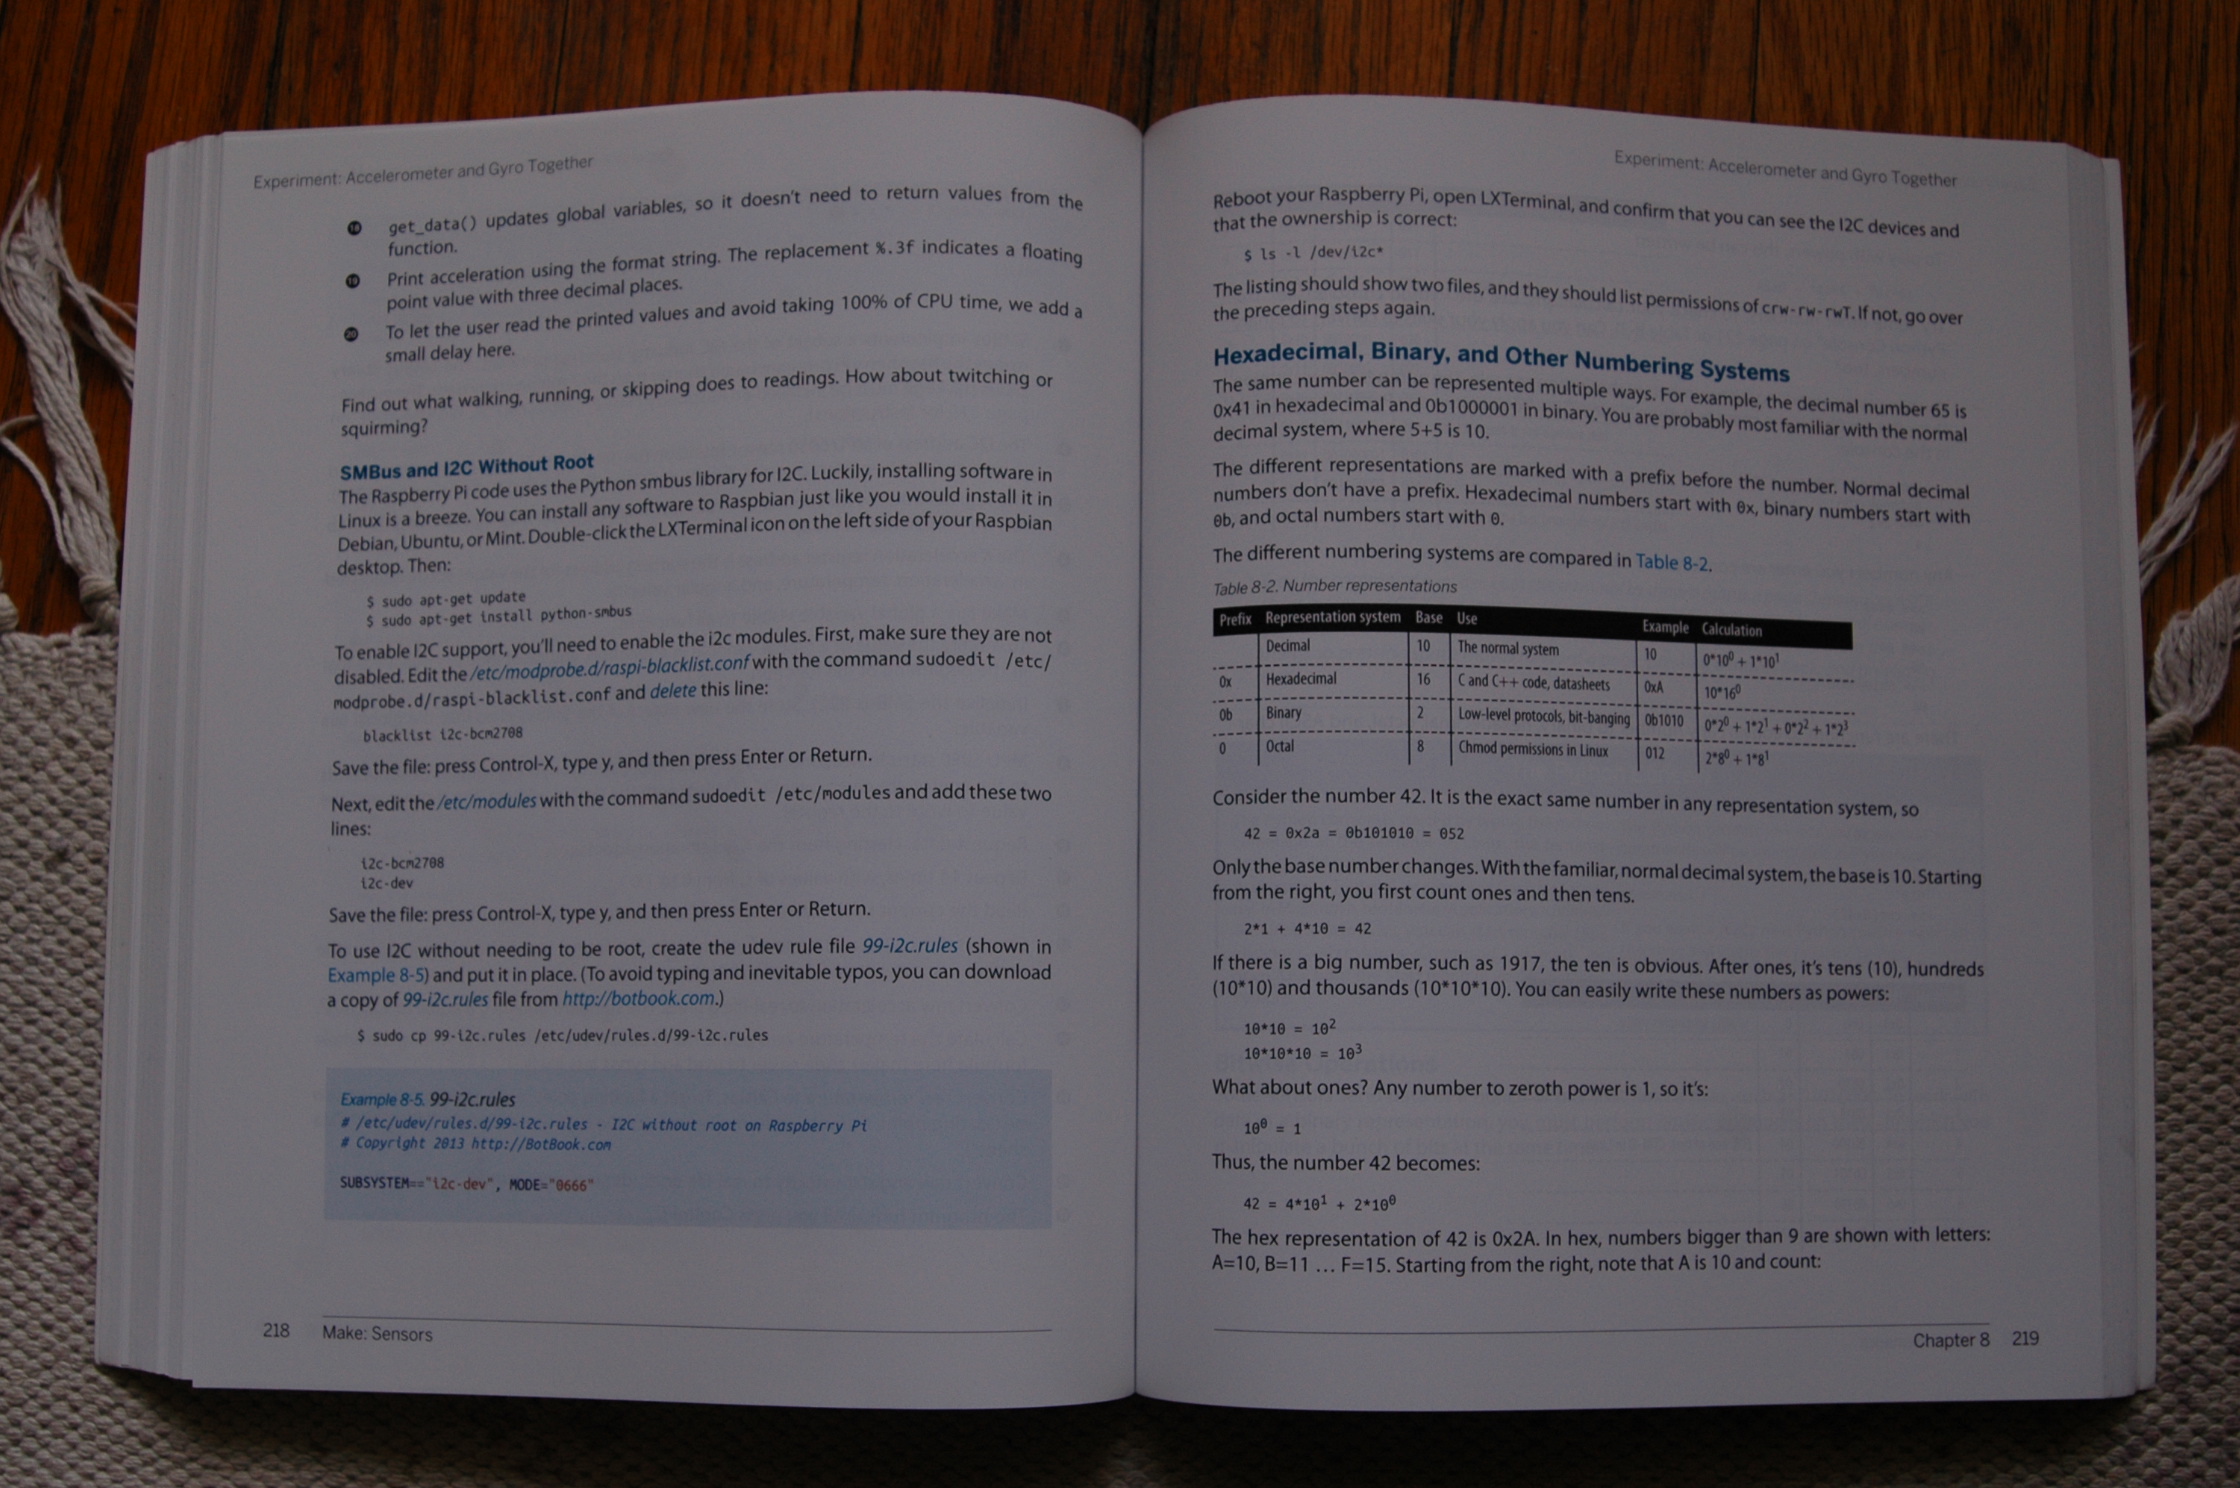 Experiment: Accelerometer and Gyro Together
get_data() updates global variables, so it doesn't need to return values from the
function.
Print acceleration using the format string. The replacement %.3f indicates a floating
point value with three decimal places.
To let the user read the printed values and avoid taking 100% of CPU time, we add a
small delay here.
Find out what walking, running, or skipping does to readings. How about twitching or
squirming?
SMBus and I2C Without Root
The Raspberry Pi code uses the Python smbus library for I2C. Luckily, installing software in
Linux is a breeze. You can install any software to Raspbian just like you would install it in
Debian, Ubuntu, or Mint. Double-click the LXTerminal icon on the left side of your Raspbian
desktop. Then:
$ sudo apt-get update
$ sudo apt-get install python-smbus
To enable I2C support, you'll need to enable the i2c modules. First, make sure they are not
disabled. Edit the /etc/modprobe.d/raspi-blacklist.conf with the command sudoedit /etc/
modprobe.d/raspi-blacklist.conf and delete this line:
blacklist i2c-bcm2708
Save the file: press Control-X, type y, and then press Enter or Return.
Next, edit the /etc/modules with the command sudoedit /etc/modules and add these two
lines:
i2c-bcm2708
i2c-dev
Save the file: press Control-X, type y, and then press Enter or Return.
To use I2C without needing to be root, create the udev rule file 99-i2c.rules (shown in
Example 8-5) and put it in place. (To avoid typing and inevitable typos, you can download
a copy of 99-i2c.rules file from http://botbook.com.)
$ sudo cp 99-i2c.rules /etc/udev/rules.d/99-i2c.rules
Example 8-5. 99-i2c.rules
# /etc/udev/rules.d/99-i2c.rules - I2C without root on Raspberry Pi
# Copyright 2013 http://BotBook.com
SUBSYSTEM=="i2c-dev", MODE="0666"
218 Make: Sensors
Experiment: Accelerometer and Gyro Together
Reboot your Raspberry Pi, open LXTerminal, and confirm that you can see the I2C devices and
that the ownership is correct:
$ ls -l /dev/i2c*
The listing should show two files, and they should list permissions of crw-rw-rwT. If not, go over
the preceding steps again.
Hexadecimal, Binary, and Other Numbering Systems
The same number can be represented multiple ways. For example, the decimal number 65 is
0x41 in hexadecimal and 0b1000001 in binary. You are probably most familiar with the normal
decimal system, where 5+5 is 10.
The different representations are marked with a prefix before the number. Normal decimal
numbers don't have a prefix. Hexadecimal numbers start with 0x, binary numbers start with
0b, and octal numbers start with 0.
The different numbering systems are compared in Table 8-2.
Table 8-2. Number representations
Prefix Representation system Base Use Example Calculation
Decimal 10 The normal system 10 0*10⁰ + 1*10¹
0x Hexadecimal 16 C and C++ code, datasheets 0xA 10*16⁰
0b Binary 2 Low-level protocols, bit-banging 0b1010 0*2⁰ + 1*2¹ + 0*2² + 1*2³
0 Octal 8 Chmod permissions in Linux 012 2*8⁰ + 1*8¹
Consider the number 42. It is the exact same number in any representation system, so
42 = 0x2a = 0b101010 = 052
Only the base number changes. With the familiar, normal decimal system, the base is 10. Starting
from the right, you first count ones and then tens.
2*1 + 4*10 = 42
If there is a big number, such as 1917, the ten is obvious. After ones, it's tens (10), hundreds
(10*10) and thousands (10*10*10). You can easily write these numbers as powers:
10*10 = 10²
10*10*10 = 10³
What about ones? Any number to zeroth power is 1, so it's:
10⁰ = 1
Thus, the number 42 becomes:
42 = 4*10¹ + 2*10⁰
The hex representation of 42 is 0x2A. In hex, numbers bigger than 9 are shown with letters:
A=10, B=11 … F=15. Starting from the right, note that A is 10 and count:
Chapter 8 219